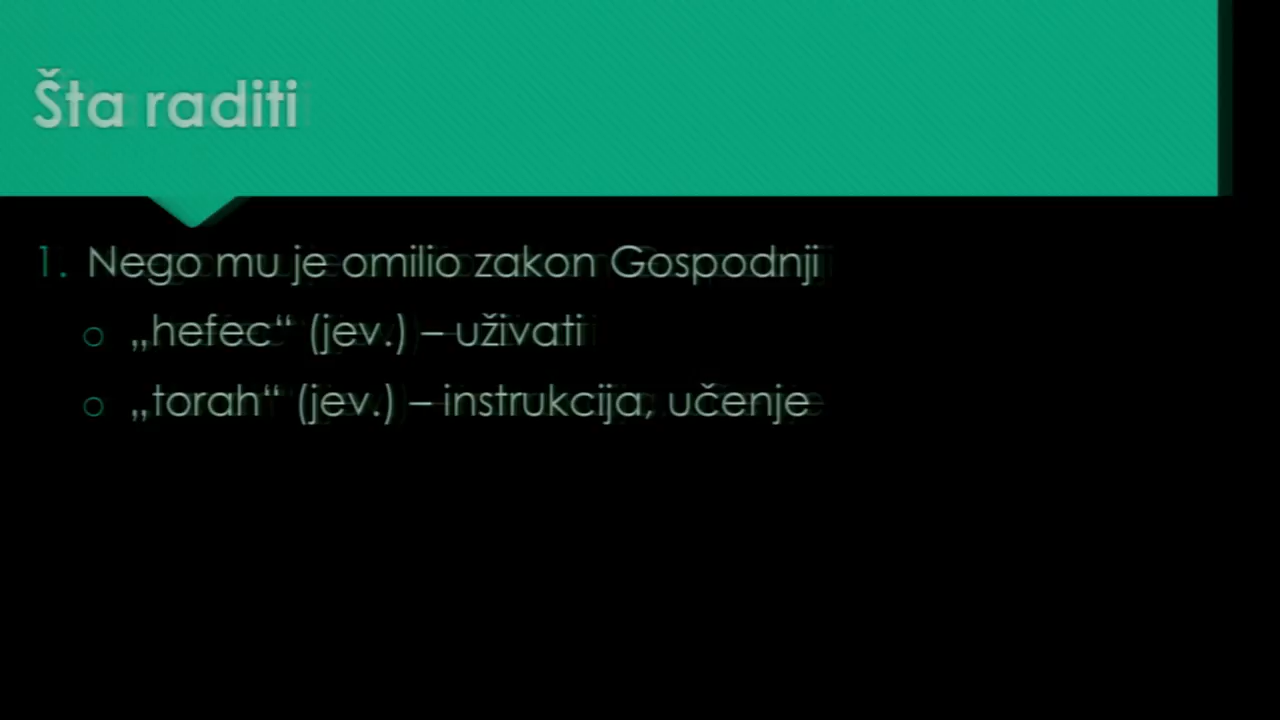 Šta raditi
1. Nego mu je omilio zakon Gospodnji
o „hefec“ (jev.) – uživati
o „torah“ (jev.) – instrukcija, učenje